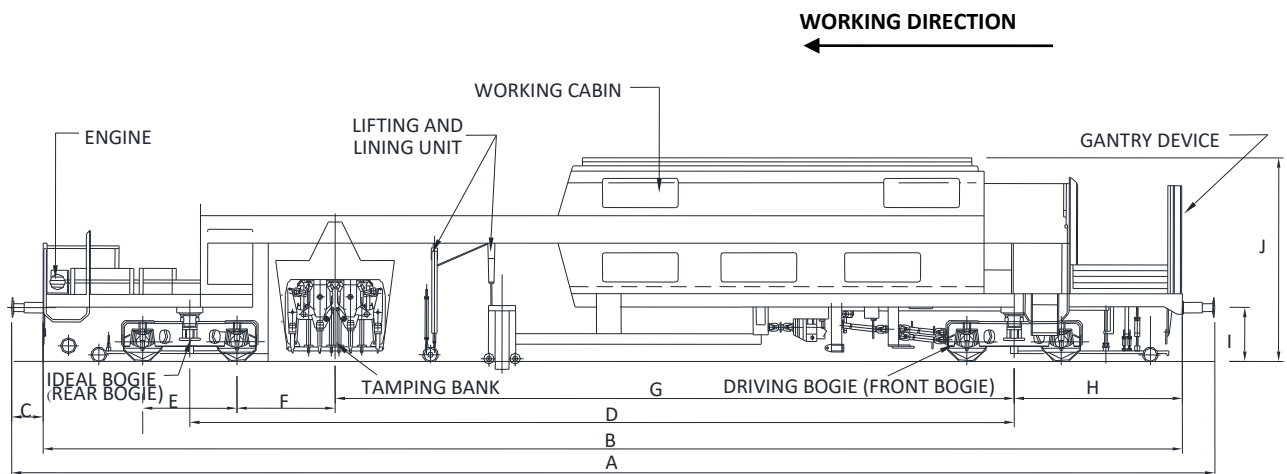 WORKING DIRECTION
WORKING CABIN
LIFTING AND
LINING UNIT
ENGINE
GANTRY DEVICE
J
I
IDEAL BOGIE
(REAR BOGIE)
TAMPING BANK
DRIVING BOGIE (FRONT BOGIE)
C
E
F
G
H
D
B
A